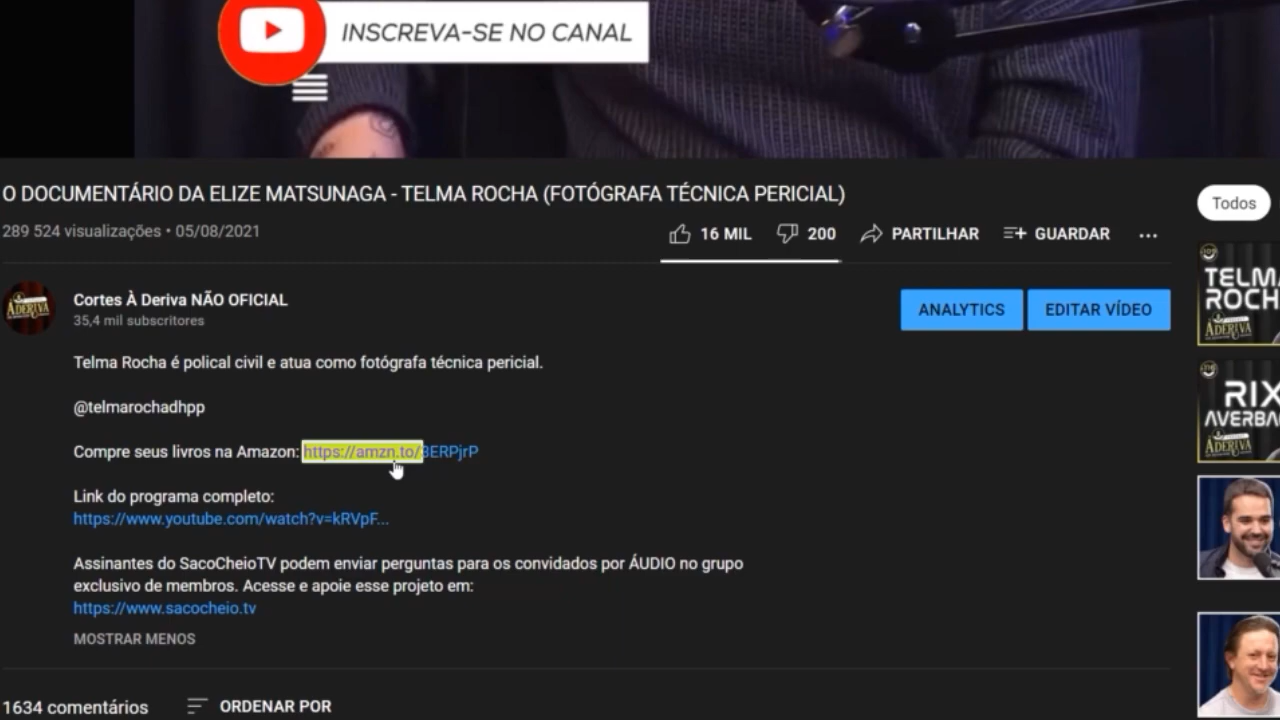 INSCREVA-SE NO CANAL
O DOCUMENTÁRIO DA ELIZE MATSUNAGA - TELMA ROCHA (FOTÓGRAFA TÉCNICA PERICIAL)
289 524 visualizações • 05/08/2021
16 MIL
200
PARTILHAR
GUARDAR
Todos
Cortes À Deriva NÃO OFICIAL
35,4 mil subscritores
ANALYTICS
EDITAR VÍDEO
Telma Rocha é polical civil e atua como fotógrafa técnica pericial.
@telmarochadhpp
Compre seus livros na Amazon: https://amzn.to/3ERPjrP
Link do programa completo:
https://www.youtube.com/watch?v=kRVpF...
Assinantes do SacoCheioTV podem enviar perguntas para os convidados por ÁUDIO no grupo
exclusivo de membros. Acesse e apoie esse projeto em:
https://www.sacocheio.tv
MOSTRAR MENOS
1634 comentários
ORDENAR POR
TELMA
ROCH
ADERIVA
RIX
AVERBA
ADERIVA
ADERIVA